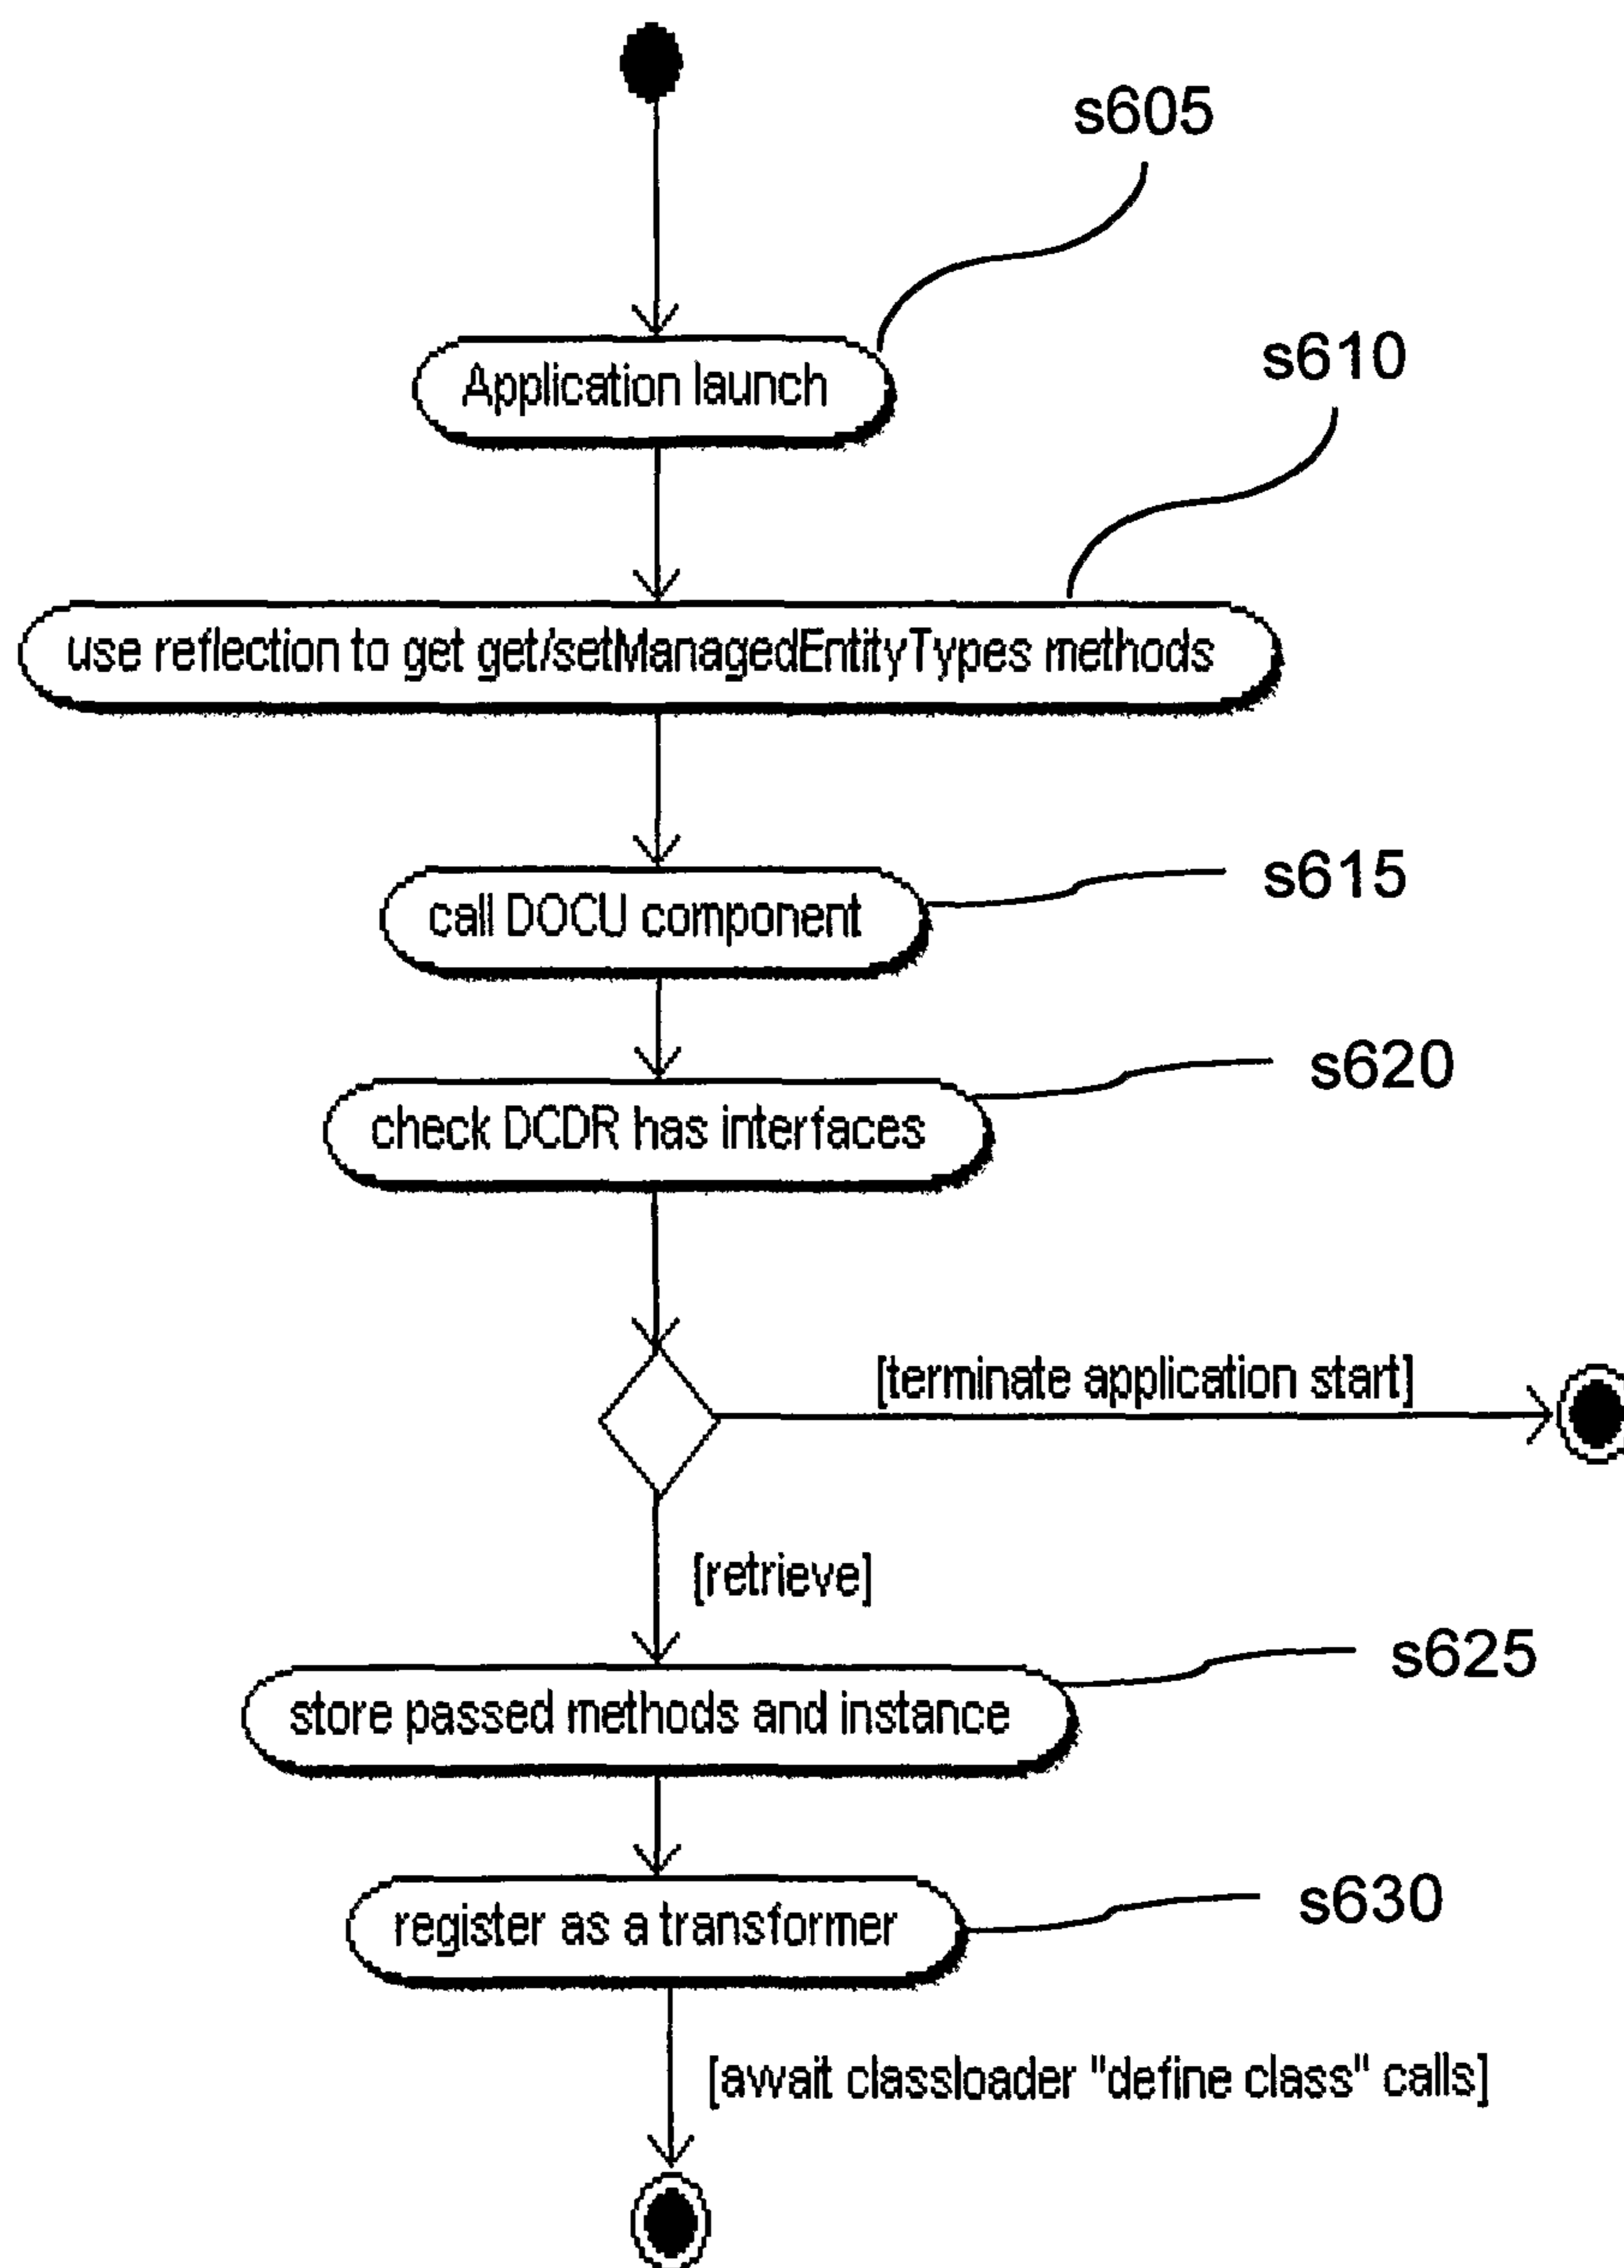 s605
Application launch
s610
use reflection to get get/setManagedEntityTypes methods
call DOCU component
s615
s620
check DCDR has interfaces
[terminate application start]
[retrieve]
s625
store passed methods and instance
register as a transformer
s630
[await classloader "define class" calls]